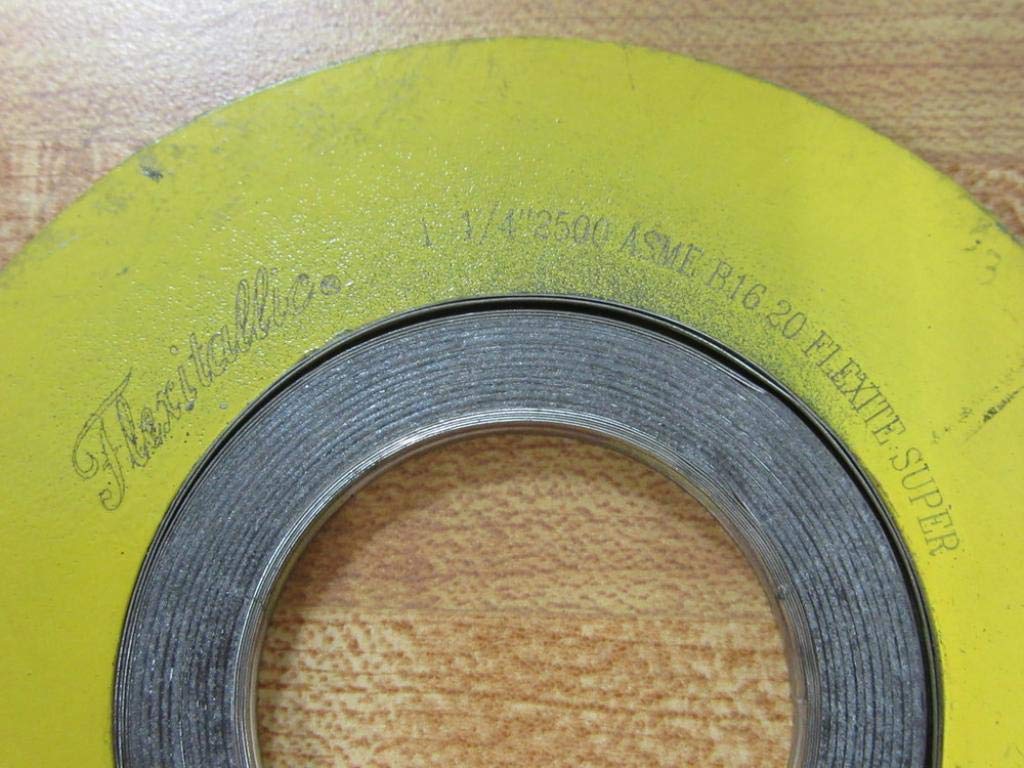 Flexitallic®
1 1/4"2500 ASME B16.20 FLEXITE.SUPER